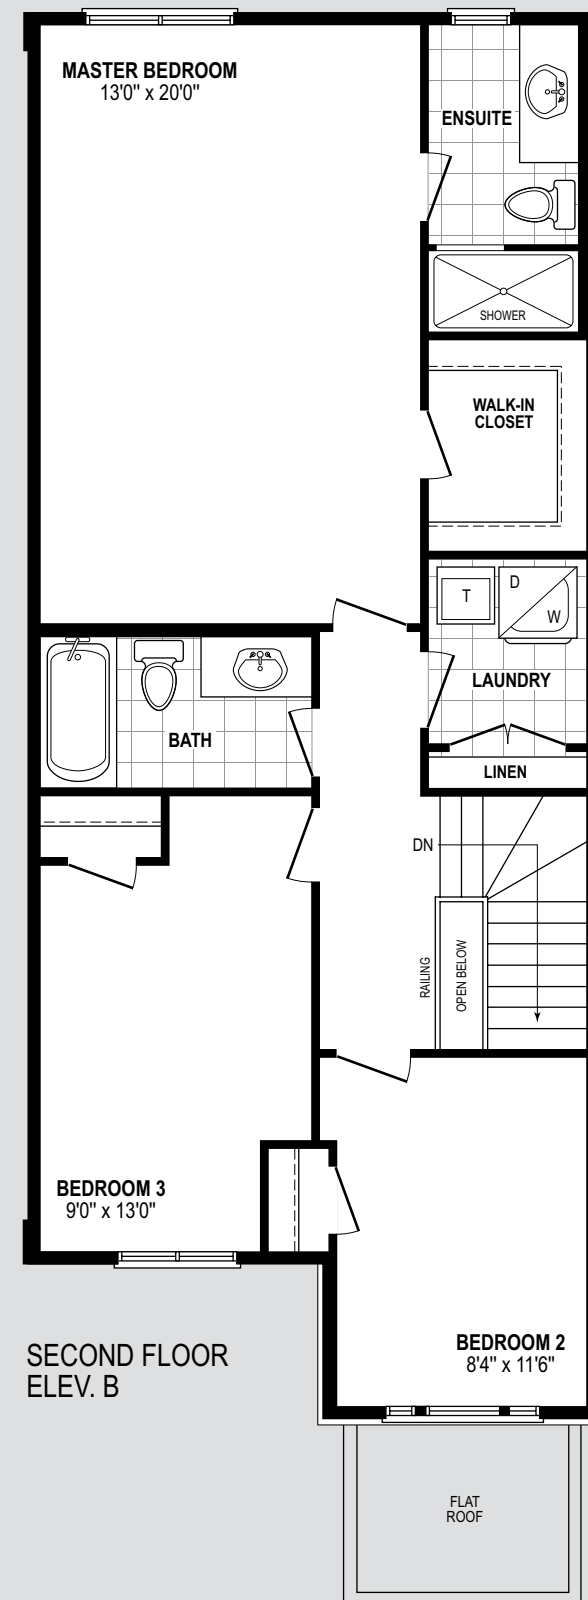 MASTER BEDROOM
13'0" x 20'0"
ENSUITE
SHOWER
WALK-IN
CLOSET
T
D
W
LAUNDRY
BATH
LINEN
DN
RAILING
OPEN BELOW
BEDROOM 3
9'0" x 13'0"
BEDROOM 2
8'4" x 11'6"
SECOND FLOOR
ELEV. B
FLAT
ROOF